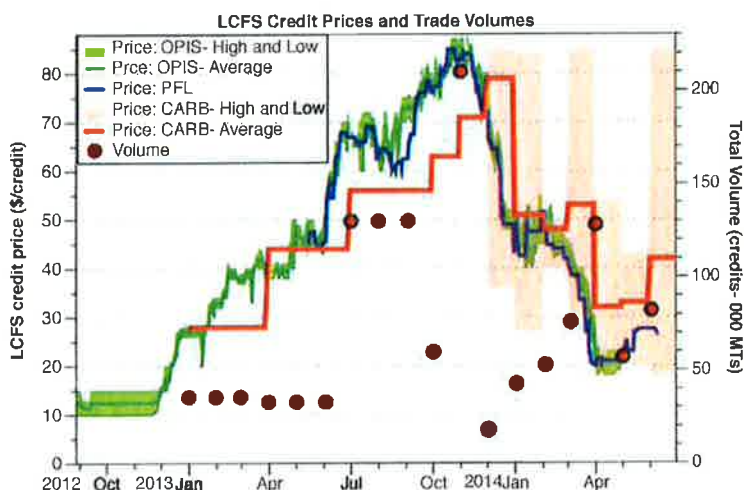 LCFS Credit Prices and Trade Volumes
Price: OPIS- High and Low
Price: OPIS- Average
Price: PFL
Price: CARB- High and Low
Price: CARB- Average
Volume
LCFS credit price ($/credit)
80
70
60
50
40
30
20
10
0
Total Volume (credits- 000 MTs)
200
150
100
50
0
2012 Oct 2013 Jan Apr Jul Oct 2014 Jan Apr